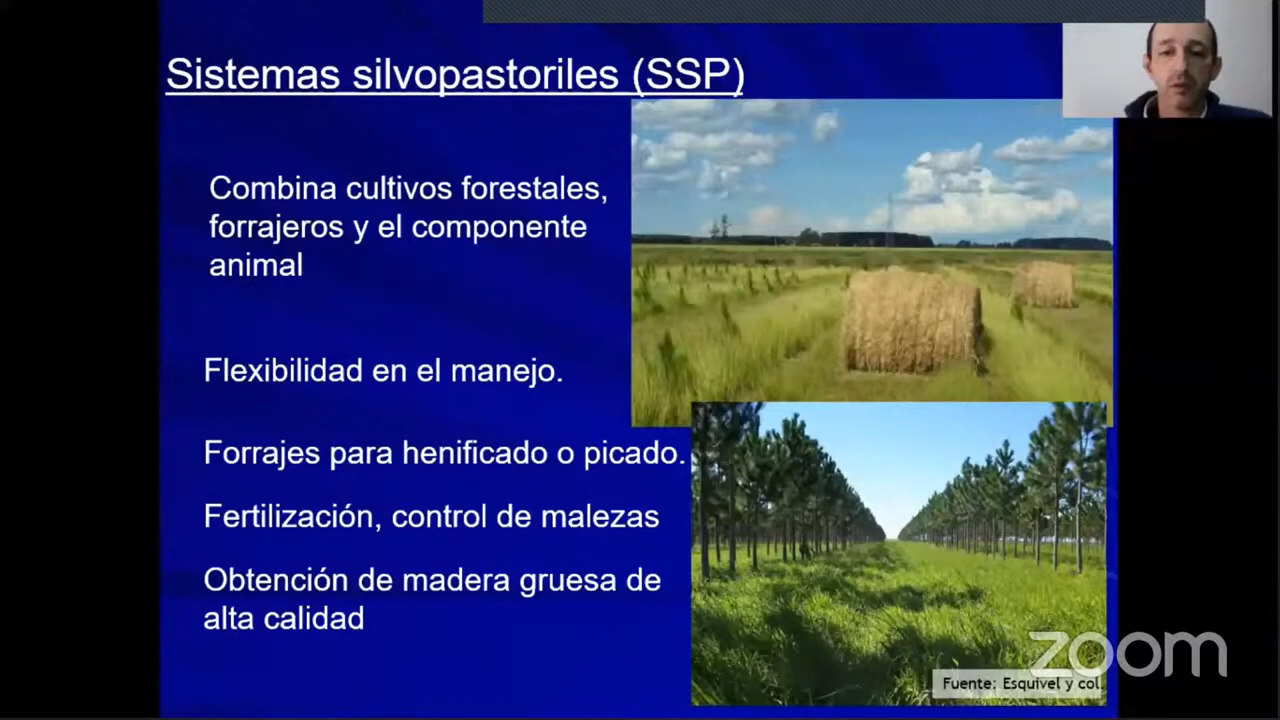 Sistemas silvopastoriles (SSP)
Combina cultivos forestales,
forrajeros y el componente
animal
Flexibilidad en el manejo.
Forrajes para henificado o picado.
Fertilización, control de malezas
Obtención de madera gruesa de
alta calidad
Fuente: Esquivel y col.
zoom